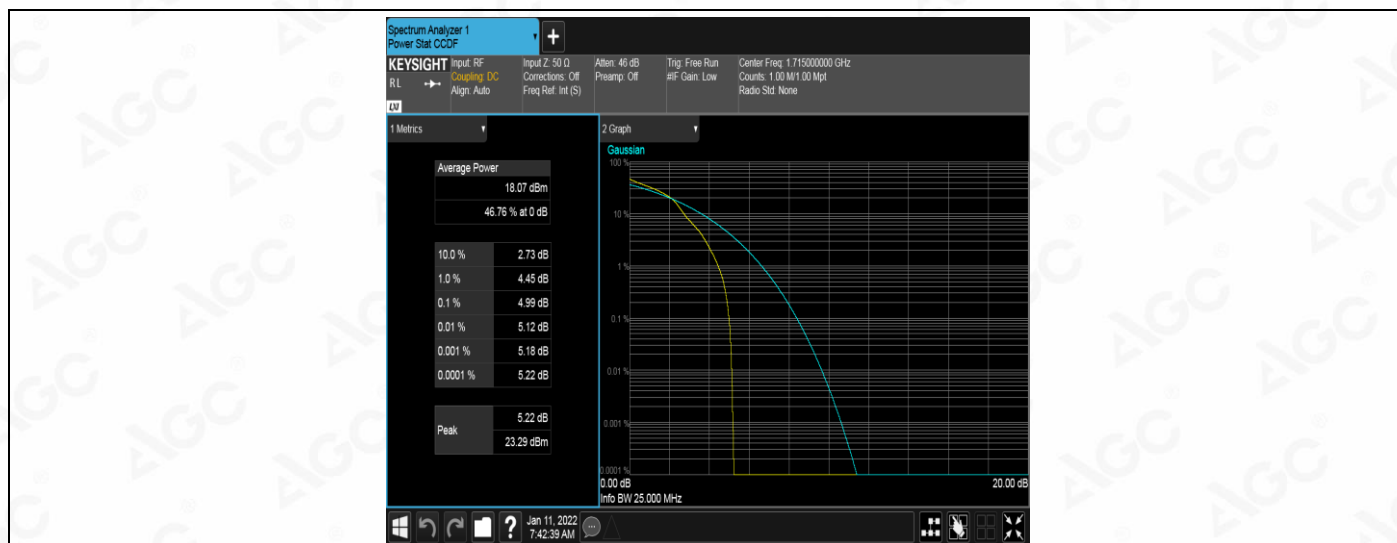 Spectrum Analyzer 1
Power Stat CCDF
KEYSIGHT
R L
LXI
Input: RF
Coupling: DC
Align: Auto
Input Z: 50 Ω
Corrections: Off
Freq Ref: Int (S)
Atten: 46 dB
Preamp: Off
Trig: Free Run
#IF Gain: Low
Center Freq: 1.715000000 GHz
Counts: 1.00 M/1.00 Mpt
Radio Std: None
1 Metrics
Average Power
18.07 dBm
46.76 % at 0 dB
10.0 % 2.73 dB
1.0 % 4.45 dB
0.1 % 4.99 dB
0.01 % 5.12 dB
0.001 % 5.18 dB
0.0001 % 5.22 dB
Peak
5.22 dB
23.29 dBm
2 Graph
Gaussian
100 %
10 %
1 %
0.1 %
0.01 %
0.001 %
0.0001 %
0.00 dB 20.00 dB
Info BW 25.000 MHz
Jan 11, 2022
7:42:39 AM
AGC